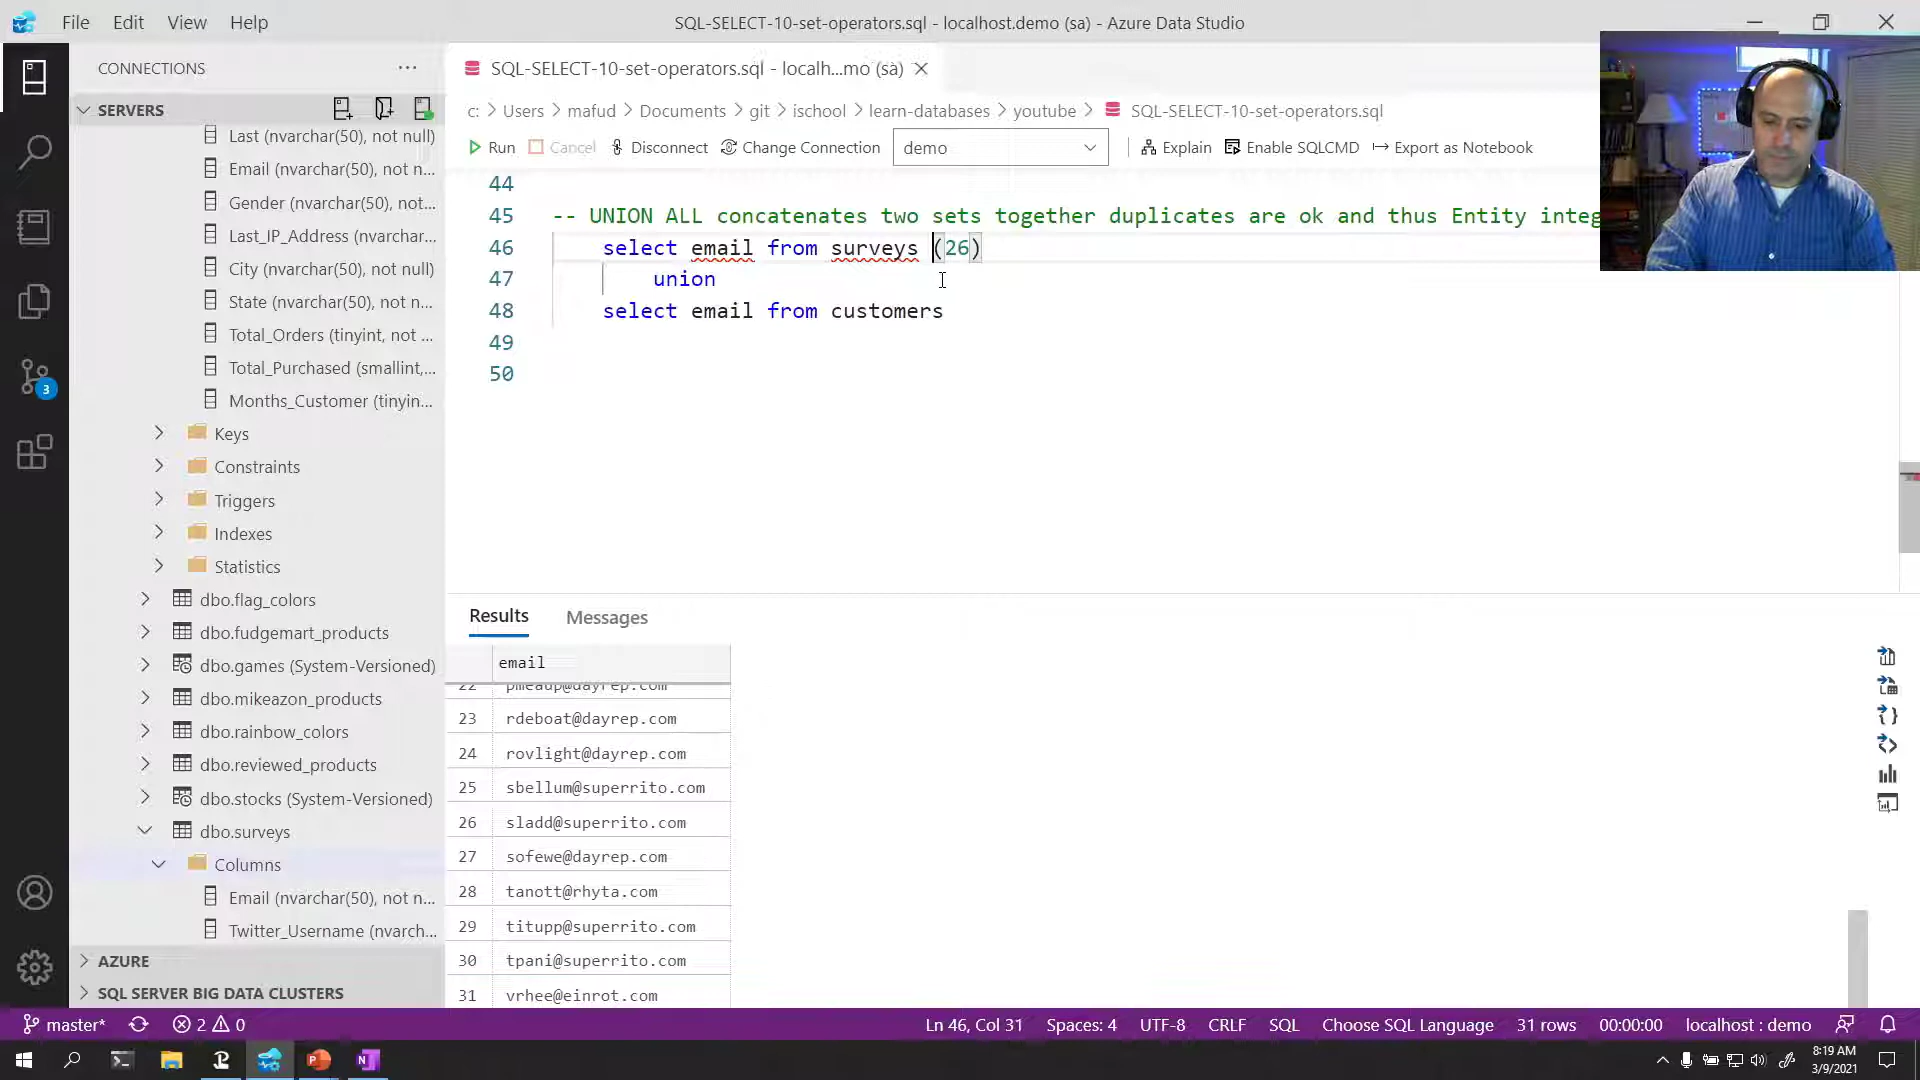 File Edit View Help
SQL-SELECT-10-set-operators.sql - localhost.demo (sa) - Azure Data Studio
CONNECTIONS
SERVERS
Last (nvarchar(50), not null)
Email (nvarchar(50), not n...
Gender (nvarchar(50), not ...
Last_IP_Address (nvarchar...
City (nvarchar(50), not null)
State (nvarchar(50), not null)
Total_Orders (tinyint, not ...
Total_Purchased (smallint,...
Months_Customer (tinyin...
Keys
Constraints
Triggers
Indexes
Statistics
dbo.flag_colors
dbo.fudgemart_products
dbo.games (System-Versioned)
dbo.mikeazon_products
dbo.rainbow_colors
dbo.reviewed_products
dbo.stocks (System-Versioned)
dbo.surveys
Columns
Email (nvarchar(50), not n...
Twitter_Username (nvarch...
AZURE
SQL SERVER BIG DATA CLUSTERS
3
SQL-SELECT-10-set-operators.sql - localh...mo (sa)
c: > Users > mafud > Documents > git > ischool > learn-databases > youtube > SQL-SELECT-10-set-operators.sql
Run Cancel Disconnect Change Connection demo Explain Enable SQLCMD Export as Notebook
44
45 -- UNION ALL concatenates two sets together duplicates are ok and thus Entity integ
46 select email from surveys (26)
47 union
48 select email from customers
49
50
Results Messages
email
22 pmeaup@dayrep.com
23 rdeboat@dayrep.com
24 rovlight@dayrep.com
25 sbellum@superrito.com
26 sladd@superrito.com
27 sofewe@dayrep.com
28 tanott@rhyta.com
29 titupp@superrito.com
30 tpani@superrito.com
31 vrhee@einrot.com
master* 2 0 Ln 46, Col 31 Spaces: 4 UTF-8 CRLF SQL Choose SQL Language 31 rows 00:00:00 localhost : demo
8:19 AM
3/9/2021